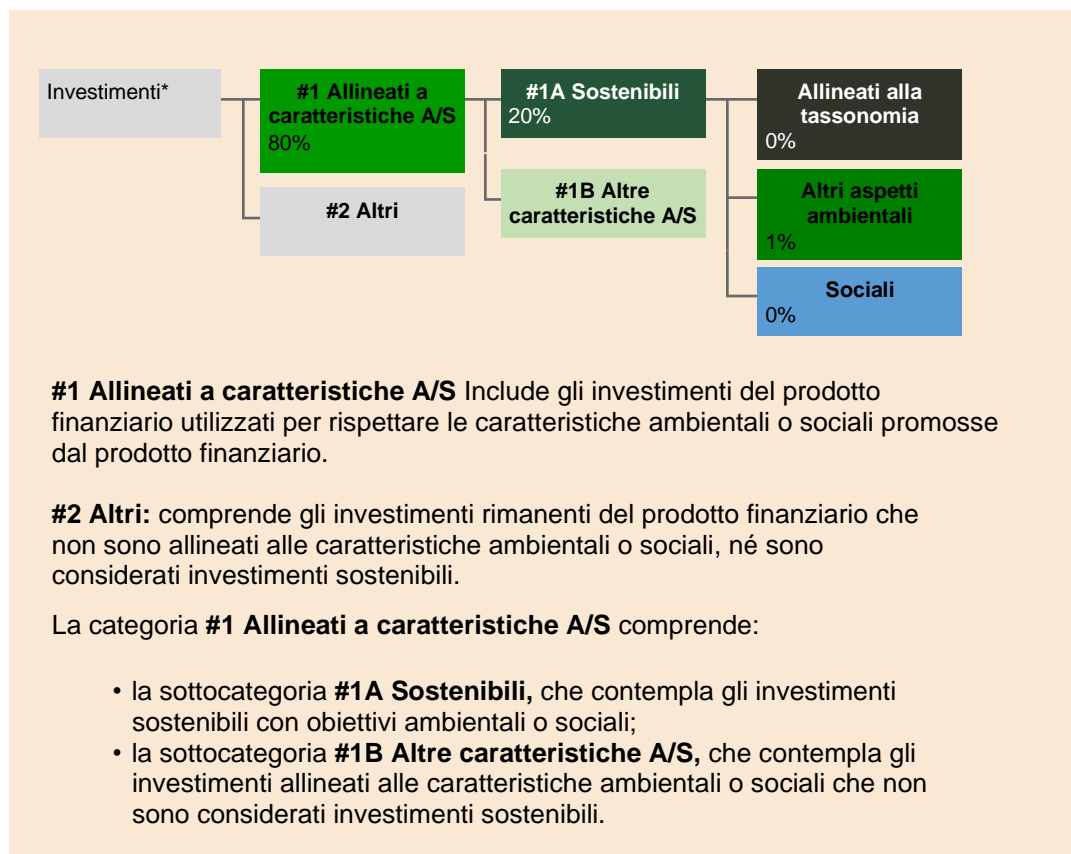 Investimenti*
#1 Allineati a
caratteristiche A/S
80%
#2 Altri
#1A Sostenibili
20%
#1B Altre
caratteristiche A/S
Allineati alla
tassonomia
0%
Altri aspetti
ambientali
1%
Sociali
0%
#1 Allineati a caratteristiche A/S Include gli investimenti del prodotto
finanziario utilizzati per rispettare le caratteristiche ambientali o sociali promosse
dal prodotto finanziario.
#2 Altri: comprende gli investimenti rimanenti del prodotto finanziario che
non sono allineati alle caratteristiche ambientali o sociali, né sono
considerati investimenti sostenibili.
La categoria #1 Allineati a caratteristiche A/S comprende:
• la sottocategoria #1A Sostenibili, che contempla gli investimenti
sostenibili con obiettivi ambientali o sociali;
• la sottocategoria #1B Altre caratteristiche A/S, che contempla gli
investimenti allineati alle caratteristiche ambientali o sociali che non
sono considerati investimenti sostenibili.